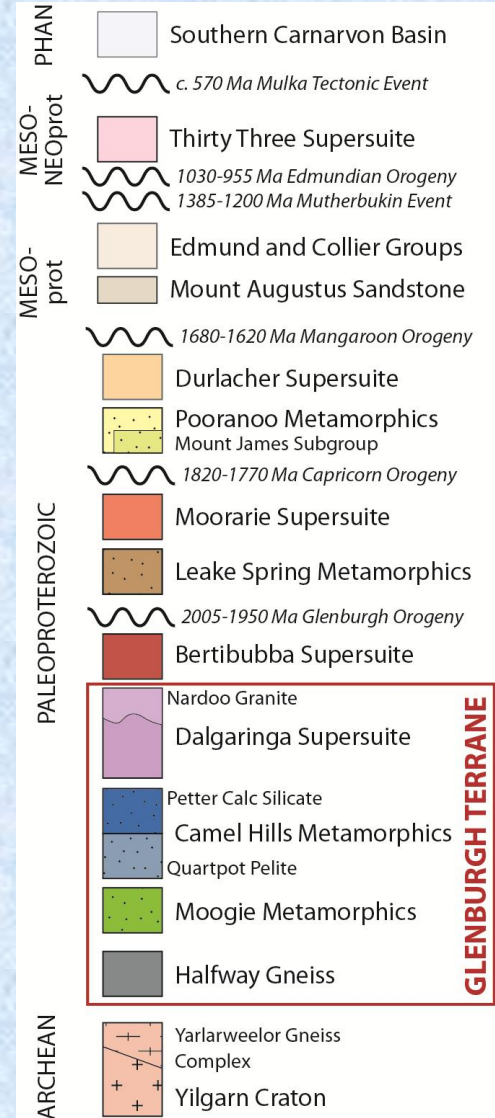 PHAN
Southern Carnarvon Basin
c. 570 Ma Mulka Tectonic Event
MESO-
NEOprot
Thirty Three Supersuite
1030-955 Ma Edmundian Orogeny
1385-1200 Ma Mutherbukin Event
MESO-
prot
Edmund and Collier Groups
Mount Augustus Sandstone
1680-1620 Ma Mangaroon Orogeny
PALEOPROTEROZOIC
Durlacher Supersuite
Pooranoo Metamorphics
Mount James Subgroup
1820-1770 Ma Capricorn Orogeny
Moorarie Supersuite
Leake Spring Metamorphics
2005-1950 Ma Glenburgh Orogeny
Bertibubba Supersuite
GLENBURGH TERRANE
Nardoo Granite
Dalgaringa Supersuite
Petter Calc Silicate
Camel Hills Metamorphics
Quartpot Pelite
Moogie Metamorphics
Halfway Gneiss
ARCHEAN
Yarlarweelor Gneiss
Complex
Yilgarn Craton